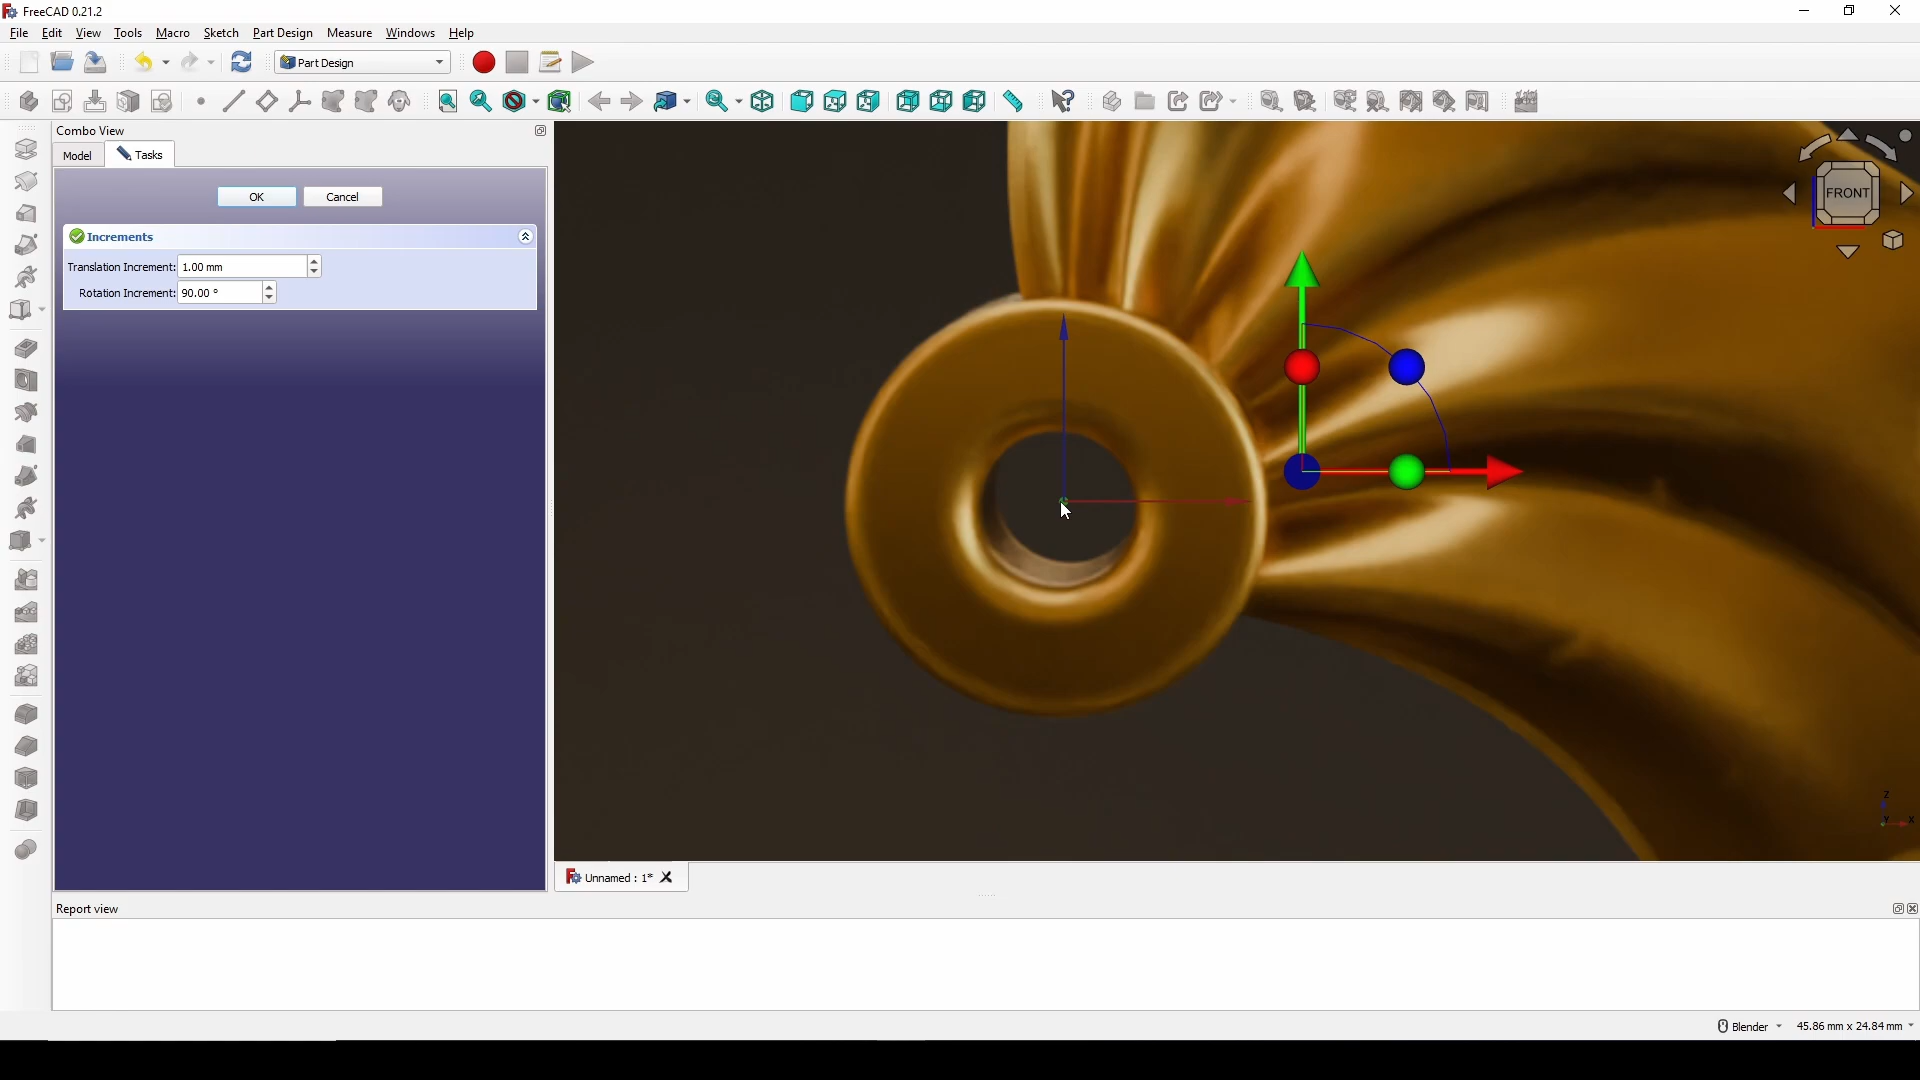 FreeCAD 0.21.2
File Edit View Tools Macro Sketch Part Design Measure Windows Help
Part Design
Combo View
Model Tasks
OK Cancel
Increments
Translation Increment: 1.00 mm
Rotation Increment: 90.00 °
FRONT
Z
Y X
Unnamed : 1*
Report view
Blender 45.86 mm x 24.84 mm